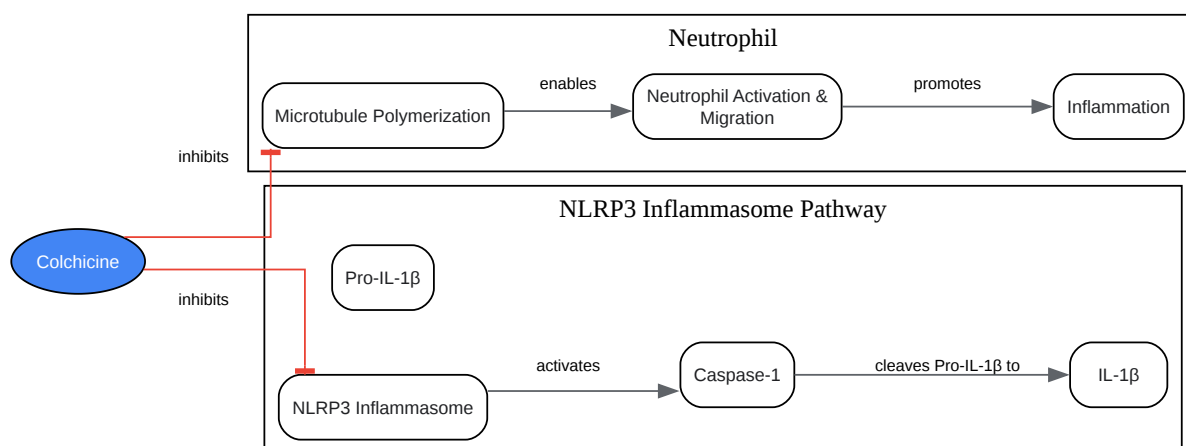 Neutrophil
enables
promotes
Microtubule Polymerization
Neutrophil Activation &
Migration
Inflammation
inhibits
NLRP3 Inflammasome Pathway
Colchicine
Pro-IL-1β
inhibits
activates
cleaves Pro-IL-1β to
Caspase-1
IL-1β
NLRP3 Inflammasome